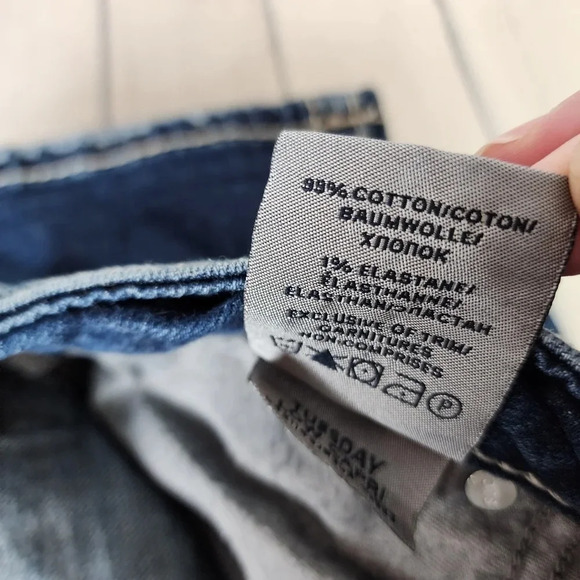 99% COTTON/COTON/
BAUMWOLLE/
ХЛОПОК
1% ELASTANE/
ÉLASTHANNE/
ELASTHAN/ЭЛАСТАН
EXCLUSIVE OF TRIM/
GARNITURES
NON COMPRISES
P
TUESDAY